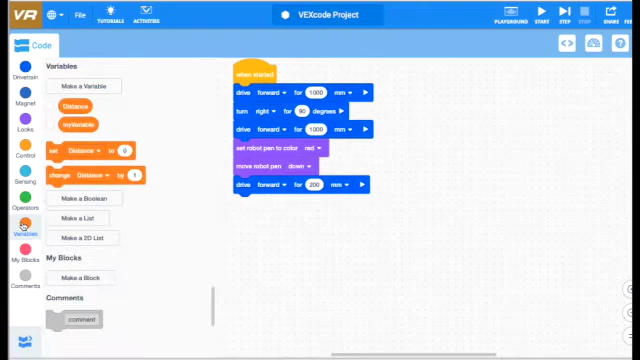 VR
File
TUTORIALS
ACTIVITIES
VEXcode Project
PLAYGROUND
START
STEP
STOP
SHARE
Code
Drivetrain
Magnet
Looks
Control
Sensing
Operators
Variables
My Blocks
Comments
Variables
Make a Variable
Distance
myVariable
set Distance to 0
change Distance by 1
Make a Boolean
Make a List
Make a 2D List
My Blocks
Make a Block
Comments
comment
when started
drive forward for 1000 mm
turn right for 90 degrees
drive forward for 1000 mm
set robot pen to color red
move robot pen down
drive forward for 200 mm